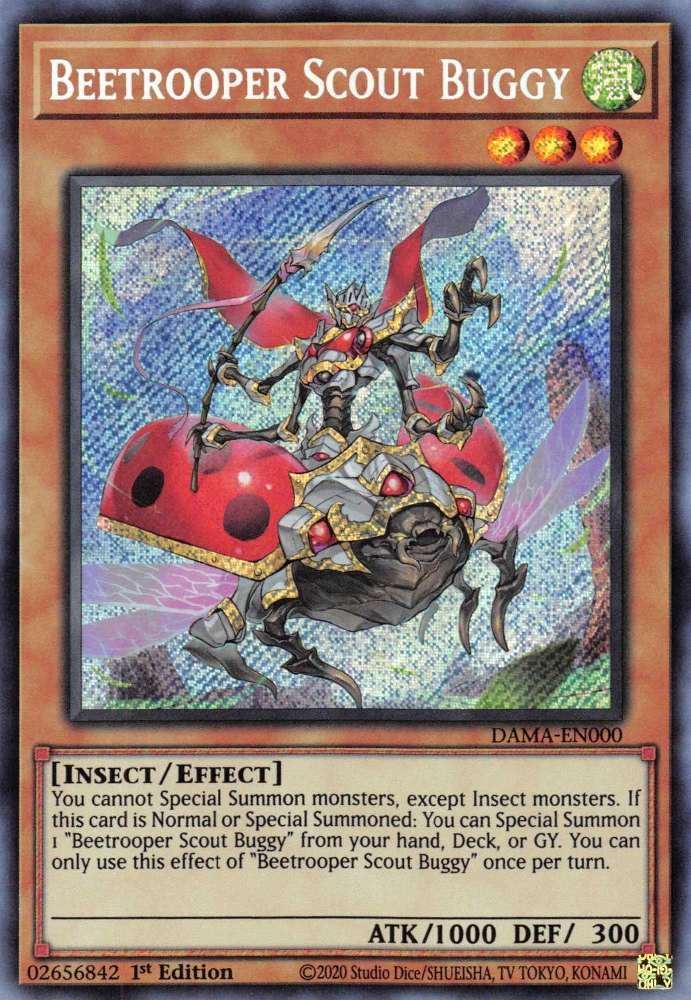 BEETROOPER SCOUT BUGGY
風
DAMA-EN000
[INSECT/EFFECT]
You cannot Special Summon monsters, except Insect monsters. If
this card is Normal or Special Summoned: You can Special Summon
1 "Beetrooper Scout Buggy" from your hand, Deck, or GY. You can
only use this effect of "Beetrooper Scout Buggy" once per turn.
ATK/1000 DEF/ 300
02656842 1st Edition ©2020 Studio Dice/SHUEISHA, TV TOKYO, KONAMI